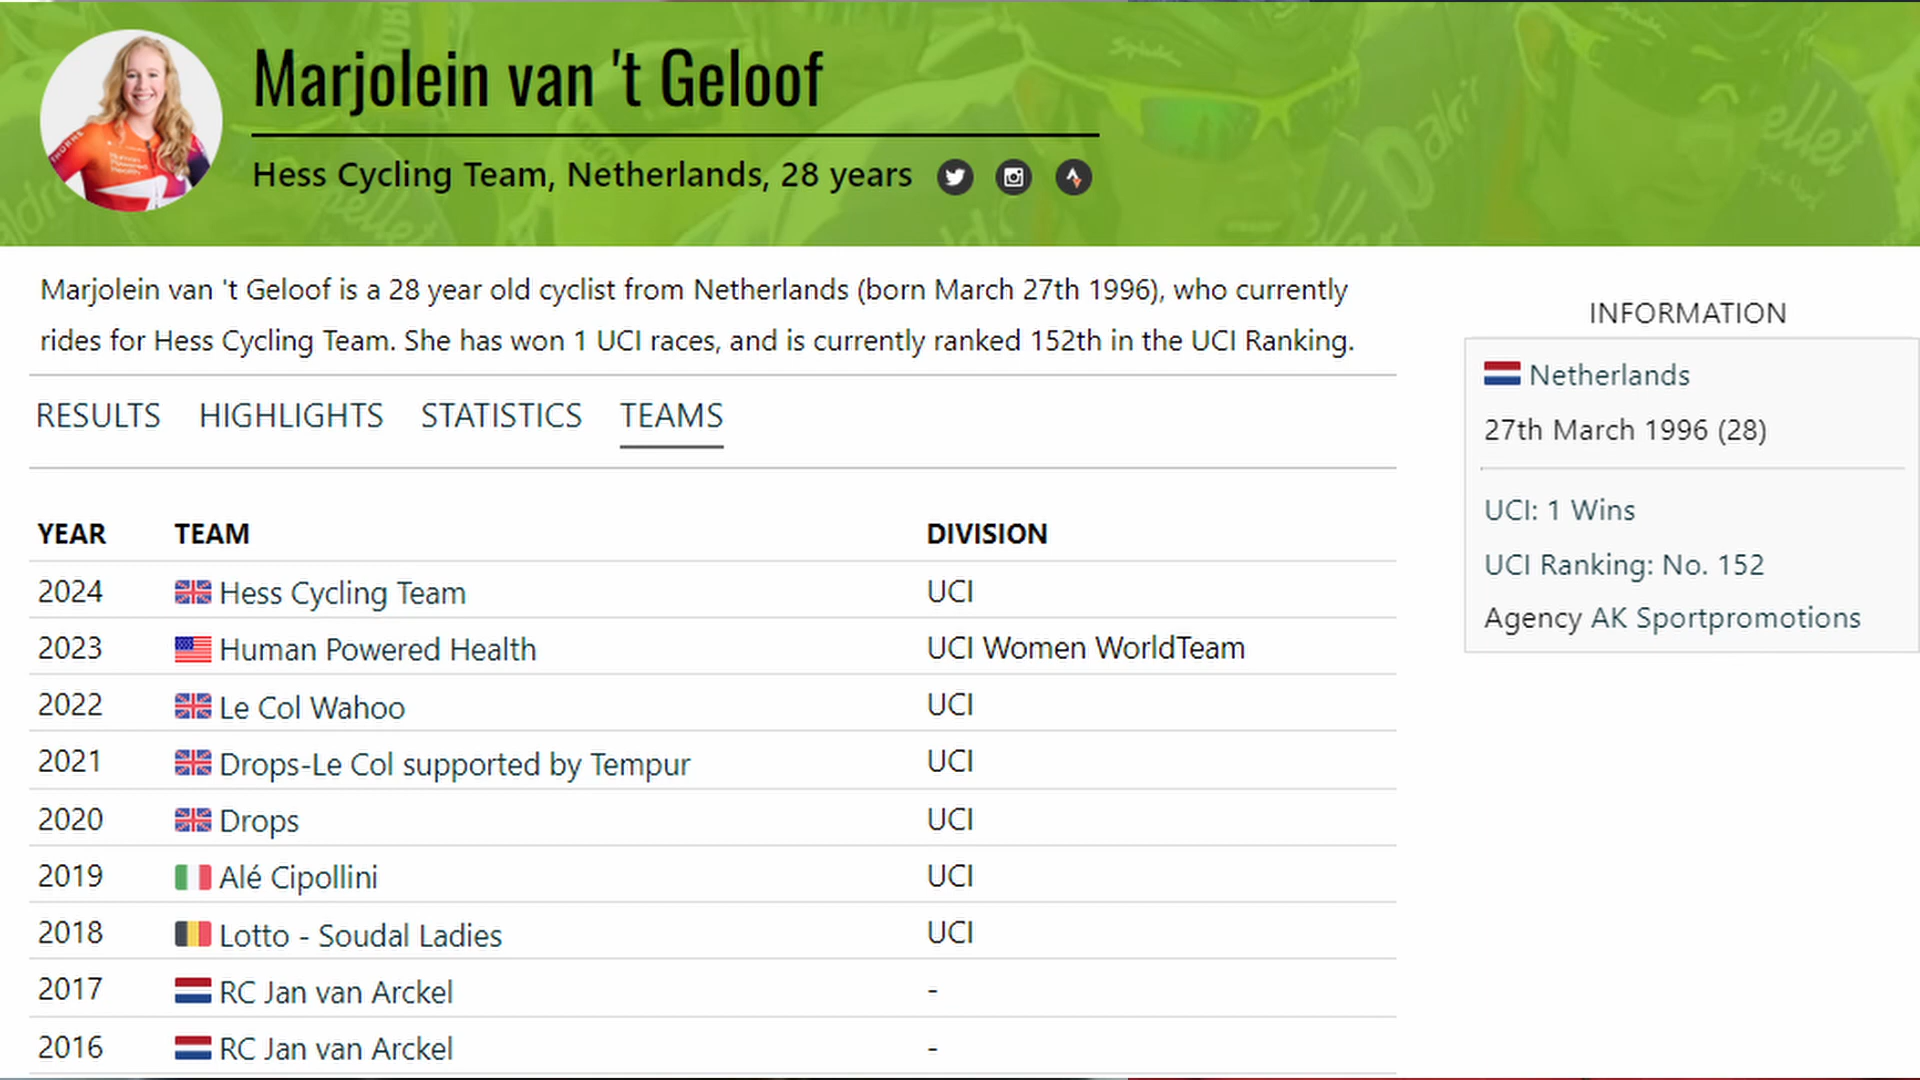 Marjolein van 't Geloof
Hess Cycling Team, Netherlands, 28 years
Marjolein van 't Geloof is a 28 year old cyclist from Netherlands (born March 27th 1996), who currently
rides for Hess Cycling Team. She has won 1 UCI races, and is currently ranked 152th in the UCI Ranking.
RESULTS HIGHLIGHTS STATISTICS TEAMS
YEAR TEAM DIVISION
2024 Hess Cycling Team UCI
2023 Human Powered Health UCI Women WorldTeam
2022 Le Col Wahoo UCI
2021 Drops-Le Col supported by Tempur UCI
2020 Drops UCI
2019 Alé Cipollini UCI
2018 Lotto - Soudal Ladies UCI
2017 RC Jan van Arckel -
2016 RC Jan van Arckel -
INFORMATION
Netherlands
27th March 1996 (28)
UCI: 1 Wins
UCI Ranking: No. 152
Agency AK Sportpromotions